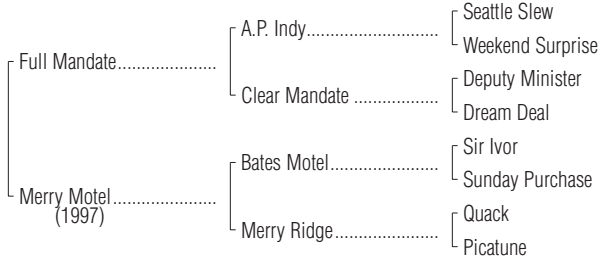 Seattle Slew
A.P. Indy........................................
Weekend Surprise
Full Mandate......................
Deputy Minister
Clear Mandate .........................
Dream Deal
Sir Ivor
Bates Motel................................
Sunday Purchase
Merry Motel......................
(1997)
Quack
Merry Ridge..............................
Picatune